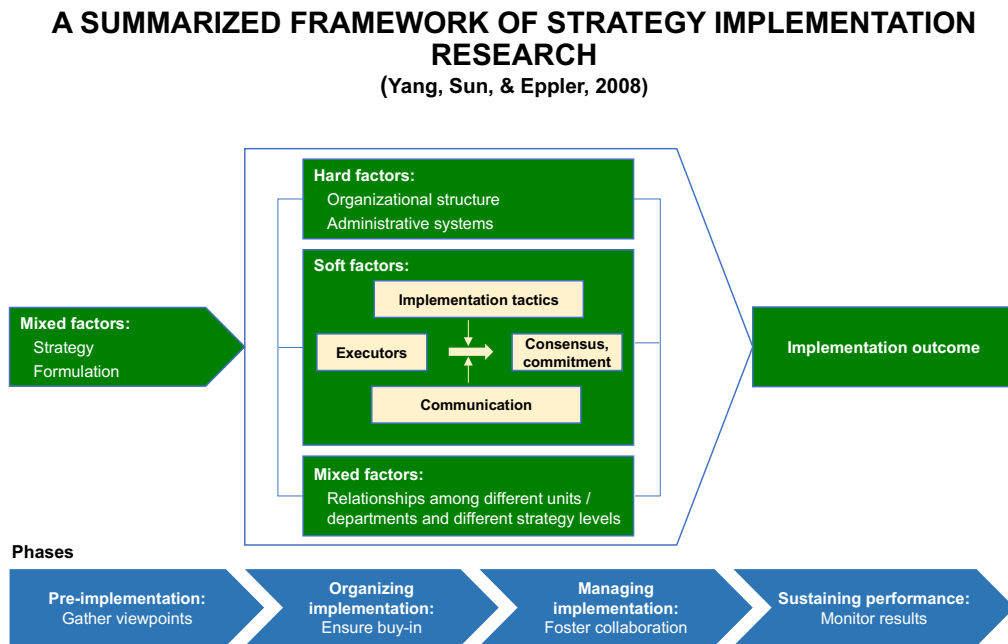 A SUMMARIZED FRAMEWORK OF STRATEGY IMPLEMENTATION
RESEARCH
(Yang, Sun, & Eppler, 2008)
Hard factors:
Organizational structure
Administrative systems
Soft factors:
Implementation tactics
Mixed factors:
Strategy
Formulation
Executors
Consensus,
commitment
Implementation outcome
Communication
Mixed factors:
Relationships among different units /
departments and different strategy levels
Phases
Pre-implementation:
Gather viewpoints
Organizing
implementation:
Ensure buy-in
Managing
implementation:
Foster collaboration
Sustaining performance:
Monitor results